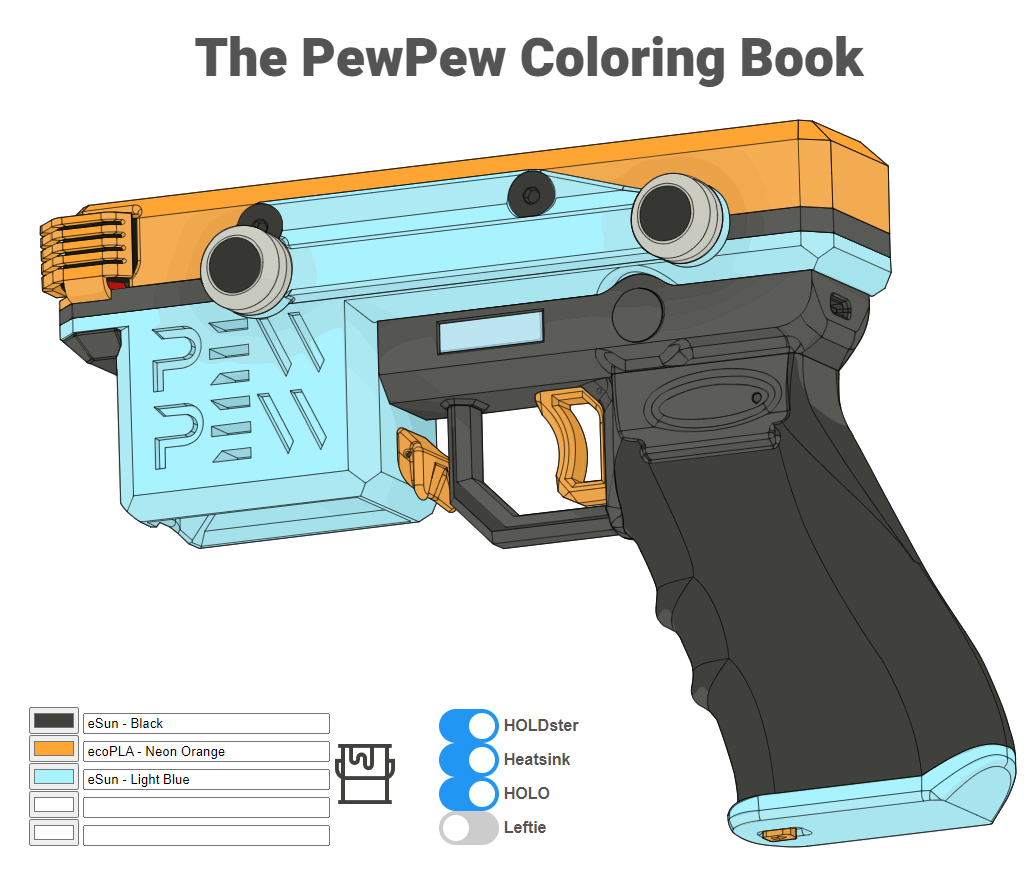 The PewPew Coloring Book
PEW
PEW
eSun - Black
ecoPLA - Neon Orange
eSun - Light Blue
HOLDster
Heatsink
HOLO
Leftie